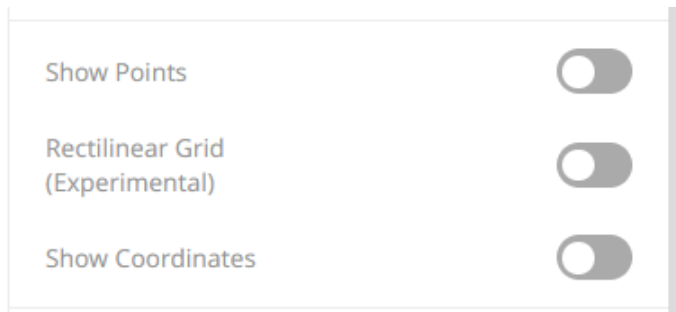 Show Points
Rectilinear Grid
(Experimental)
Show Coordinates